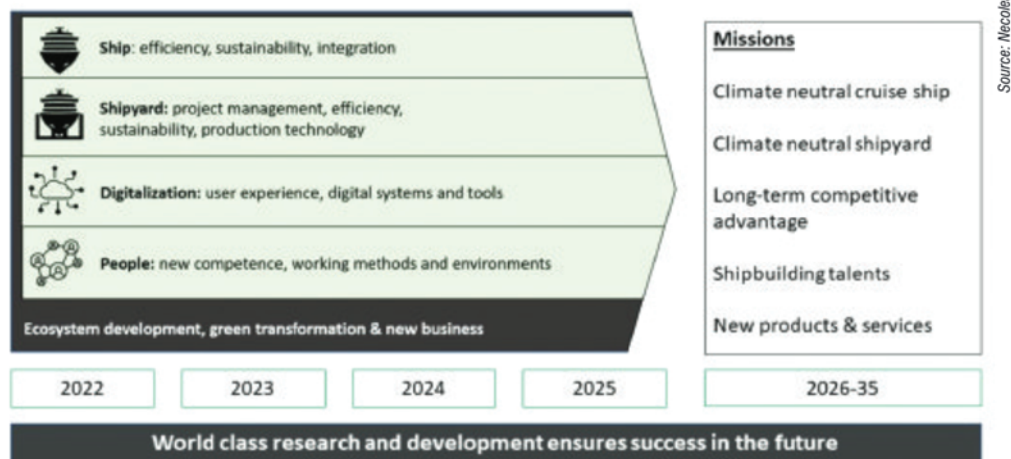 Ship: efficiency, sustainability, integration
Shipyard: project management, efficiency,
sustainability, production technology
Digitalization: user experience, digital systems and tools
People: new competence, working methods and environments
Ecosystem development, green transformation & new business
Missions
Climate neutral cruise ship
Climate neutral shipyard
Long-term competitive
advantage
Shipbuilding talents
New products & services
2022
2023
2024
2025
2026-35
World class research and development ensures success in the future
Source: